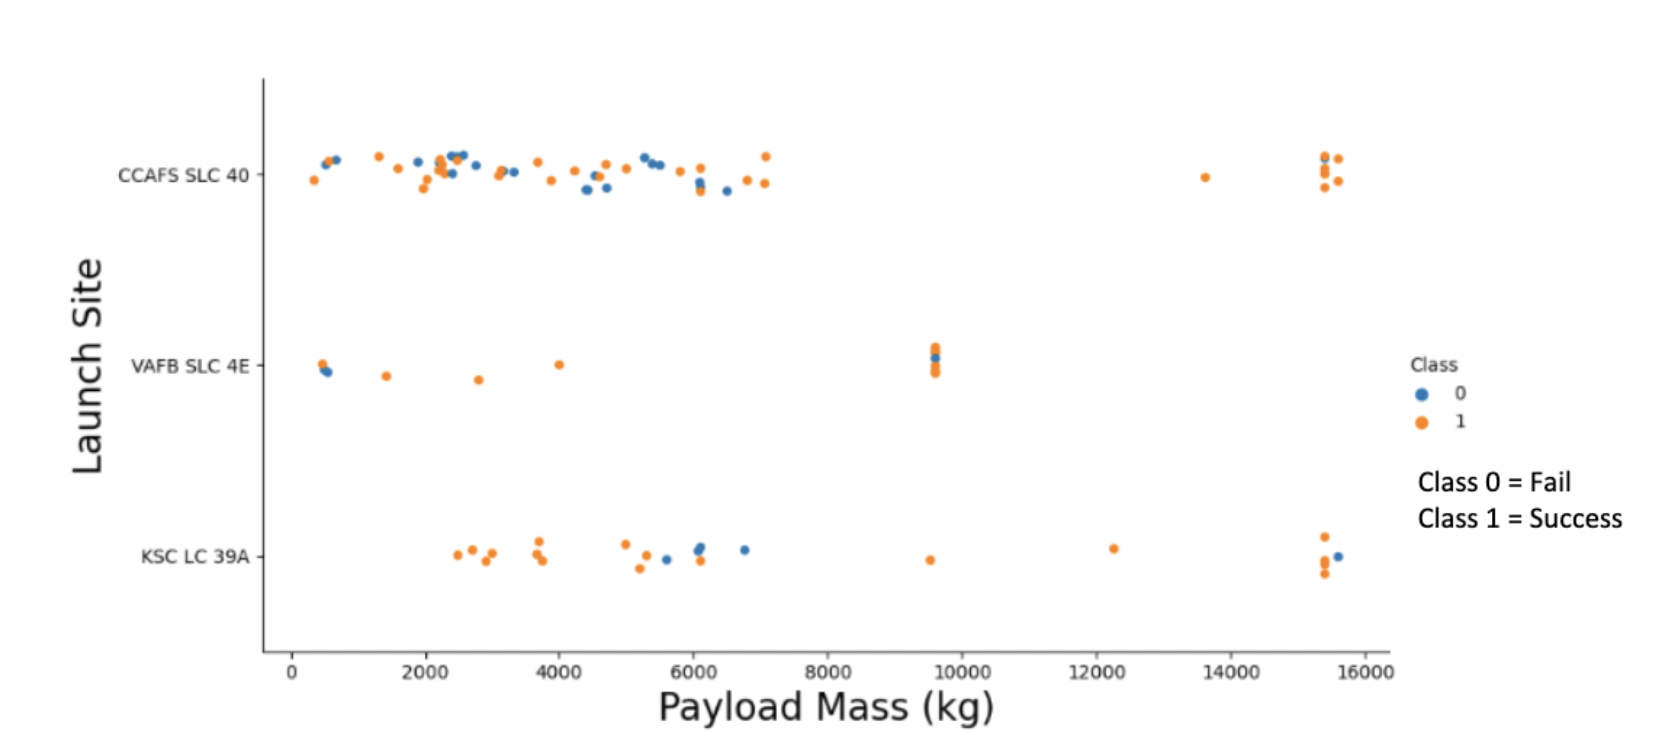 Launch Site
CCAFS SLC 40
VAFB SLC 4E
KSC LC 39A
0 2000 4000 6000 8000 10000 12000 14000 16000
Payload Mass (kg)
Class
0
1
Class 0 = Fail
Class 1 = Success